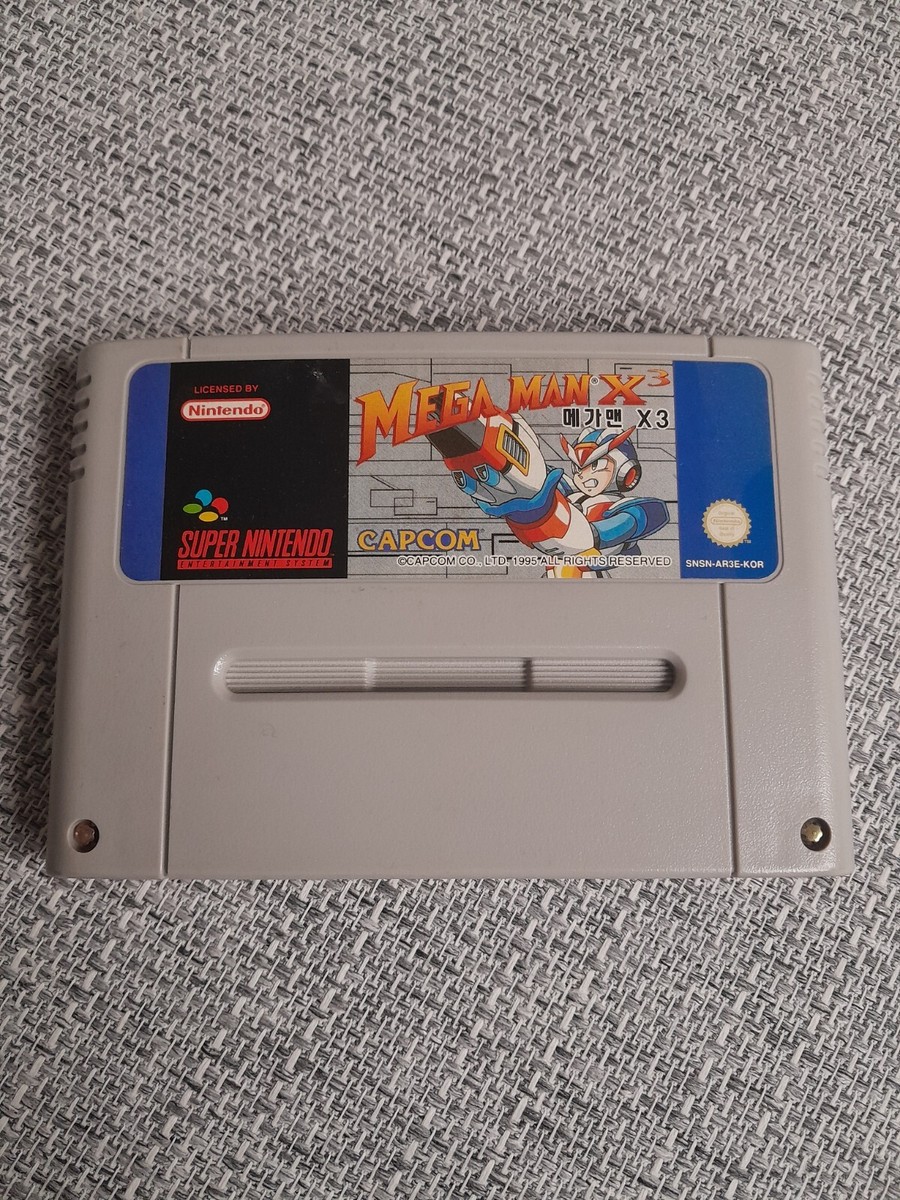 LICENSED BY
Nintendo®
™
SUPER NINTENDO
ENTERTAINMENT SYSTEM
MEGA MAN® X3
메가맨 X3
CAPCOM®
©CAPCOM CO., LTD. 1995 ALL RIGHTS RESERVED
SNSN-AR3E-KOR